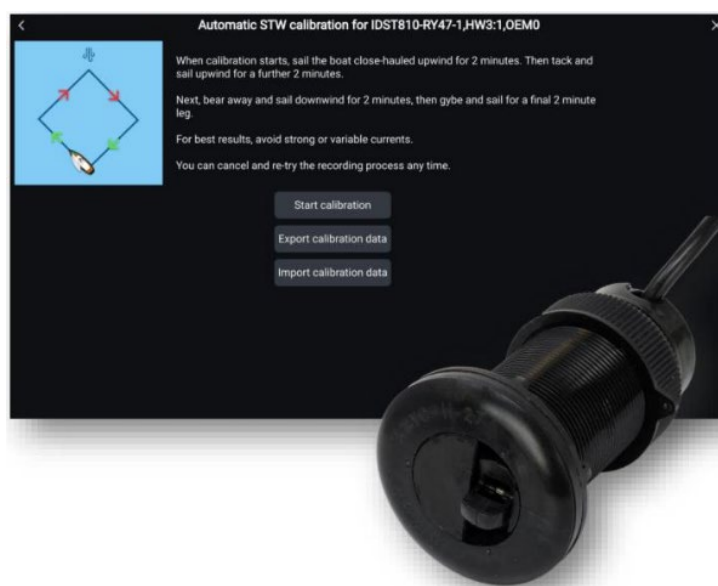 Automatic STW calibration for IDST810-RY47-1,HW3:1,OEM0
When calibration starts, sail the boat close-hauled upwind for 2 minutes. Then tack and
sail upwind for a further 2 minutes.
Next, bear away and sail downwind for 2 minutes, then gybe and sail for a final 2 minute
leg.
For best results, avoid strong or variable currents.
You can cancel and re-try the recording process any time.
Start calibration
Export calibration data
Import calibration data